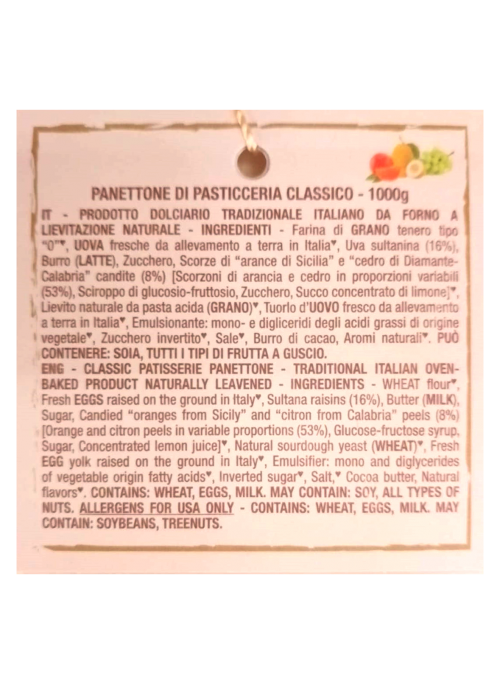 PANETTONE DI PASTICCERIA CLASSICO - 1000g
IT - PRODOTTO DOLCIARIO TRADIZIONALE ITALIANO DA FORNO A
LIEVITAZIONE NATURALE - INGREDIENTI - Farina di GRANO tenero tipo
"0"♥, UOVA fresche da allevamento a terra in Italia♥, Uva sultanina (16%),
Burro (LATTE), Zucchero, Scorze di "arance di Sicilia" e "cedro di Diamante-
Calabria" candite (8%) [Scorzoni di arancia e cedro in proporzioni variabili
(53%), Sciroppo di glucosio-fruttosio, Zucchero, Succo concentrato di limone]♥,
Lievito naturale da pasta acida (GRANO)♥, Tuorlo d'UOVO fresco da allevamento
a terra in Italia♥, Emulsionante: mono- e digliceridi degli acidi grassi di origine
vegetale♥, Zucchero invertito♥, Sale♥, Burro di cacao, Aromi naturali♥. PUÒ
CONTENERE: SOIA, TUTTI I TIPI DI FRUTTA A GUSCIO.
ENG - CLASSIC PATISSERIE PANETTONE - TRADITIONAL ITALIAN OVEN-
BAKED PRODUCT NATURALLY LEAVENED - INGREDIENTS - WHEAT flour♥,
Fresh EGGS raised on the ground in Italy♥, Sultana raisins (16%), Butter (MILK),
Sugar, Candied "oranges from Sicily" and "citron from Calabria" peels (8%)
[Orange and citron peels in variable proportions (53%), Glucose-fructose syrup,
Sugar, Concentrated lemon juice]♥, Natural sourdough yeast (WHEAT)♥, Fresh
EGG yolk raised on the ground in Italy♥, Emulsifier: mono and diglycerides
of vegetable origin fatty acids♥, Inverted sugar♥, Salt,♥ Cocoa butter, Natural
flavors♥. CONTAINS: WHEAT, EGGS, MILK. MAY CONTAIN: SOY, ALL TYPES OF
NUTS. ALLERGENS FOR USA ONLY - CONTAINS: WHEAT, EGGS, MILK. MAY
CONTAIN: SOYBEANS, TREENUTS.